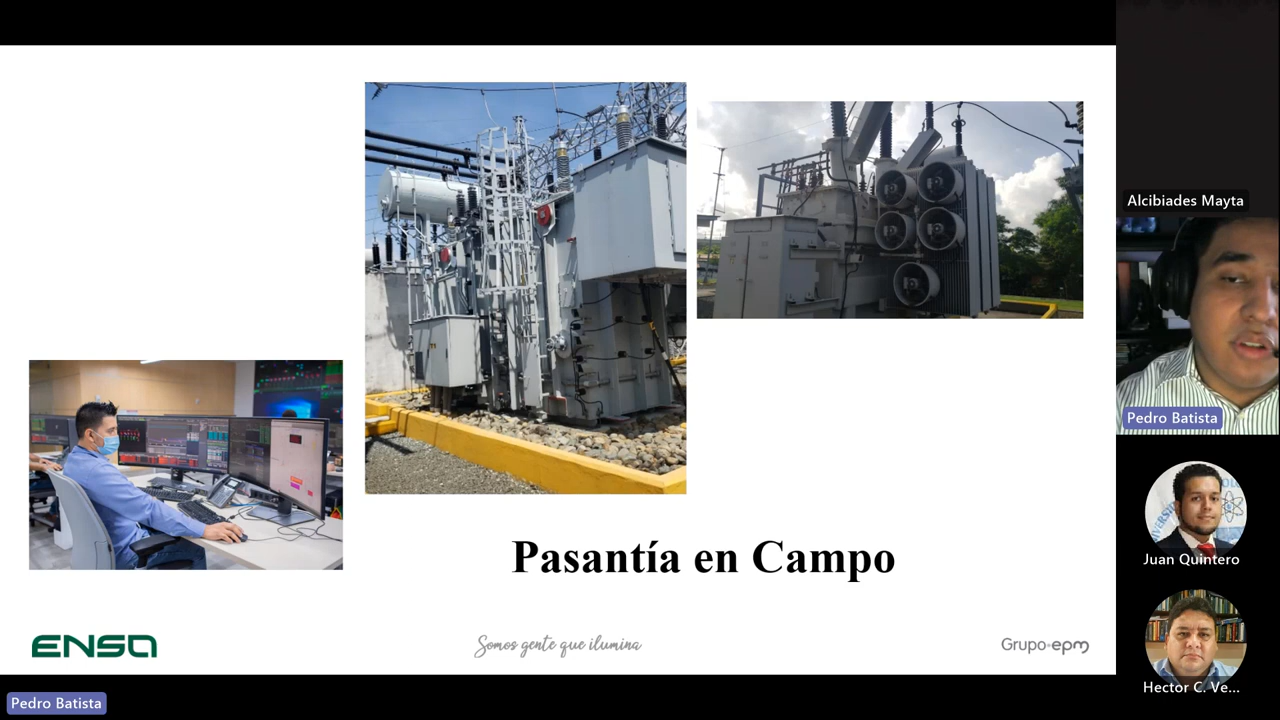 Alcibiades Mayta
Pedro Batista
Juan Quintero
Hector C. Ve...
Pasantía en Campo
ENSA
Somos gente que ilumina
Grupo·epm
Pedro Batista